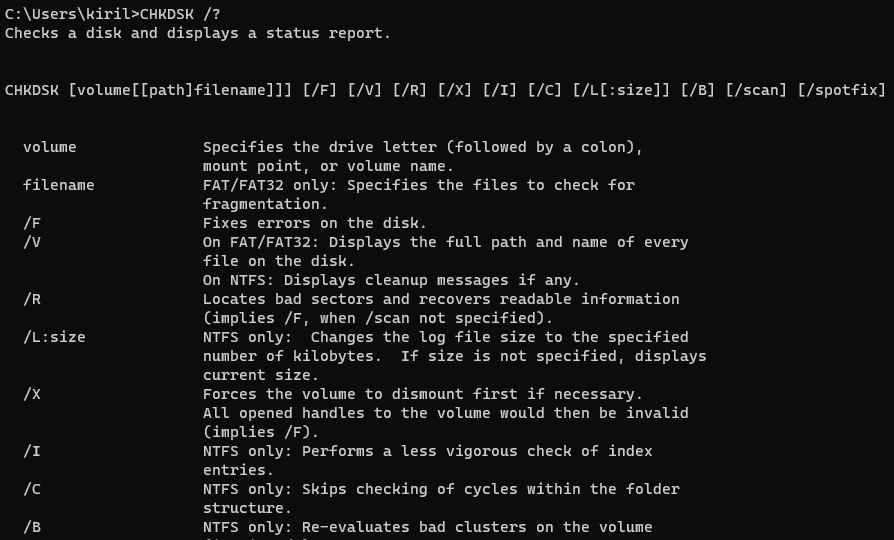 C:\Users\kiril>CHKDSK /?
Checks a disk and displays a status report.
CHKDSK [volume[[path]filename]]] [/F] [/V] [/R] [/X] [/I] [/C] [/L[:size]] [/B] [/scan] [/spotfix]
volume Specifies the drive letter (followed by a colon),
mount point, or volume name.
filename FAT/FAT32 only: Specifies the files to check for
fragmentation.
/F Fixes errors on the disk.
/V On FAT/FAT32: Displays the full path and name of every
file on the disk.
On NTFS: Displays cleanup messages if any.
/R Locates bad sectors and recovers readable information
(implies /F, when /scan not specified).
/L:size NTFS only:  Changes the log file size to the specified
number of kilobytes.  If size is not specified, displays
current size.
/X Forces the volume to dismount first if necessary.
All opened handles to the volume would then be invalid
(implies /F).
/I NTFS only: Performs a less vigorous check of index
entries.
/C NTFS only: Skips checking of cycles within the folder
structure.
/B NTFS only: Re-evaluates bad clusters on the volume